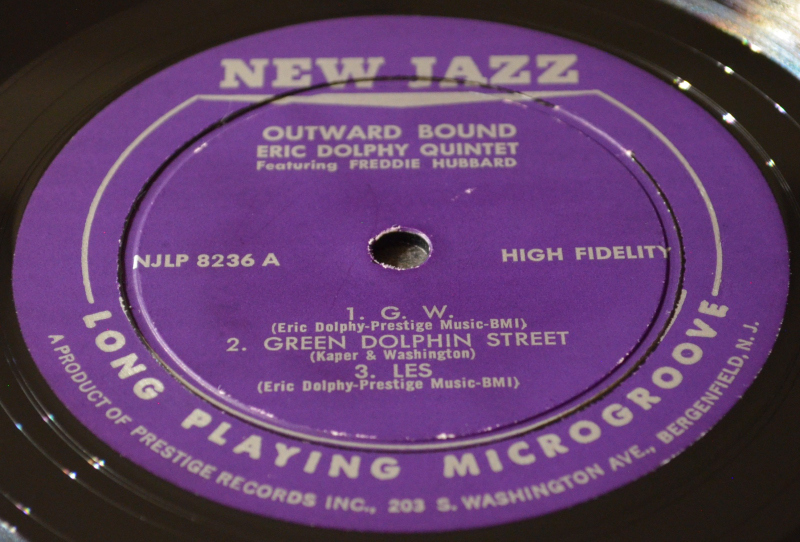 NEW JAZZ
OUTWARD BOUND
ERIC DOLPHY QUINTET
Featuring FREDDIE HUBBARD
NJLP 8236 A
HIGH FIDELITY
1. G. W.
(Eric Dolphy-Prestige Music-BMI)
2. GREEN DOLPHIN STREET
(Kaper & Washington)
3. LES
(Eric Dolphy-Prestige Music-BMI)
LONG PLAYING MICROGROOVE
A PRODUCT OF PRESTIGE RECORDS INC., 203 S. WASHINGTON AVE., BERGENFIELD, N. J.